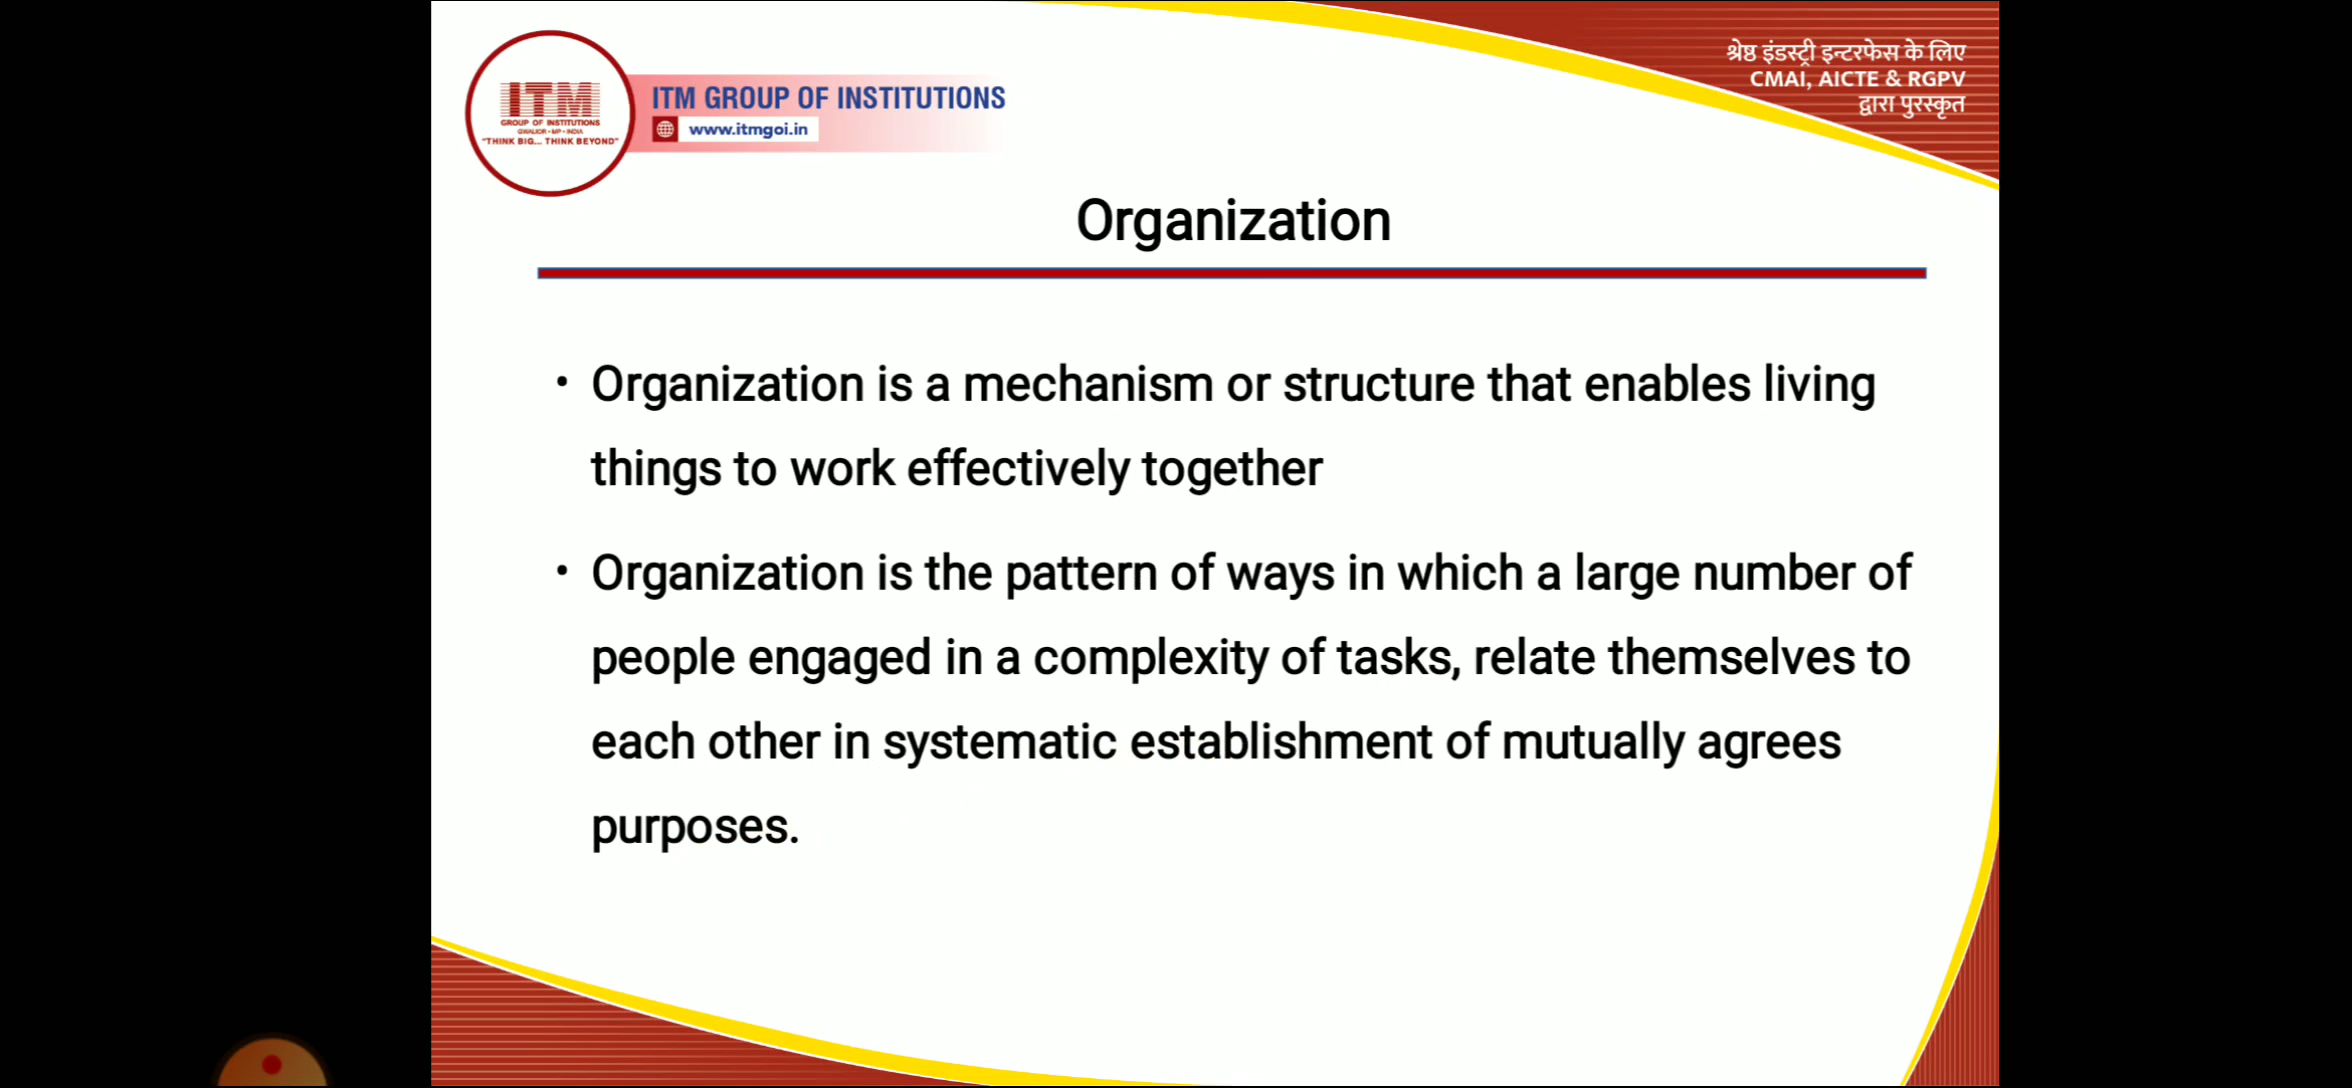 ITM
GROUP OF INSTITUTIONS
GWALIOR • MP • INDIA
"THINK BIG... THINK BEYOND"
ITM GROUP OF INSTITUTIONS
www.itmgoi.in
श्रेष्ठ इंडस्ट्री इन्टरफेस के लिए
CMAI, AICTE & RGPV
द्वारा पुरस्कृत
Organization
• Organization is a mechanism or structure that enables living
things to work effectively together
• Organization is the pattern of ways in which a large number of
people engaged in a complexity of tasks, relate themselves to
each other in systematic establishment of mutually agrees
purposes.